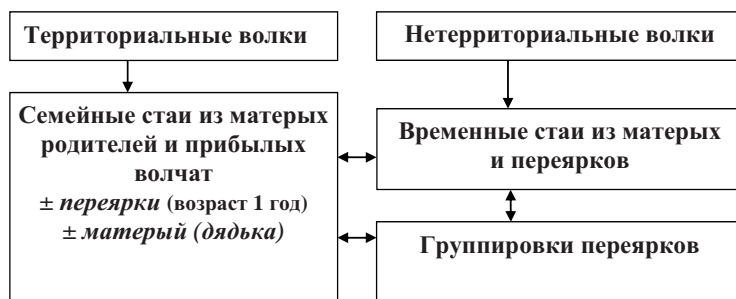 Территориальные волки
Нетерриториальные волки
Семейные стаи из матерых
родителей и прибылых
волчат
± переярки (возраст 1 год)
± матерый (дядька)
Временные стаи из матерых
и переярков
Группировки переярков